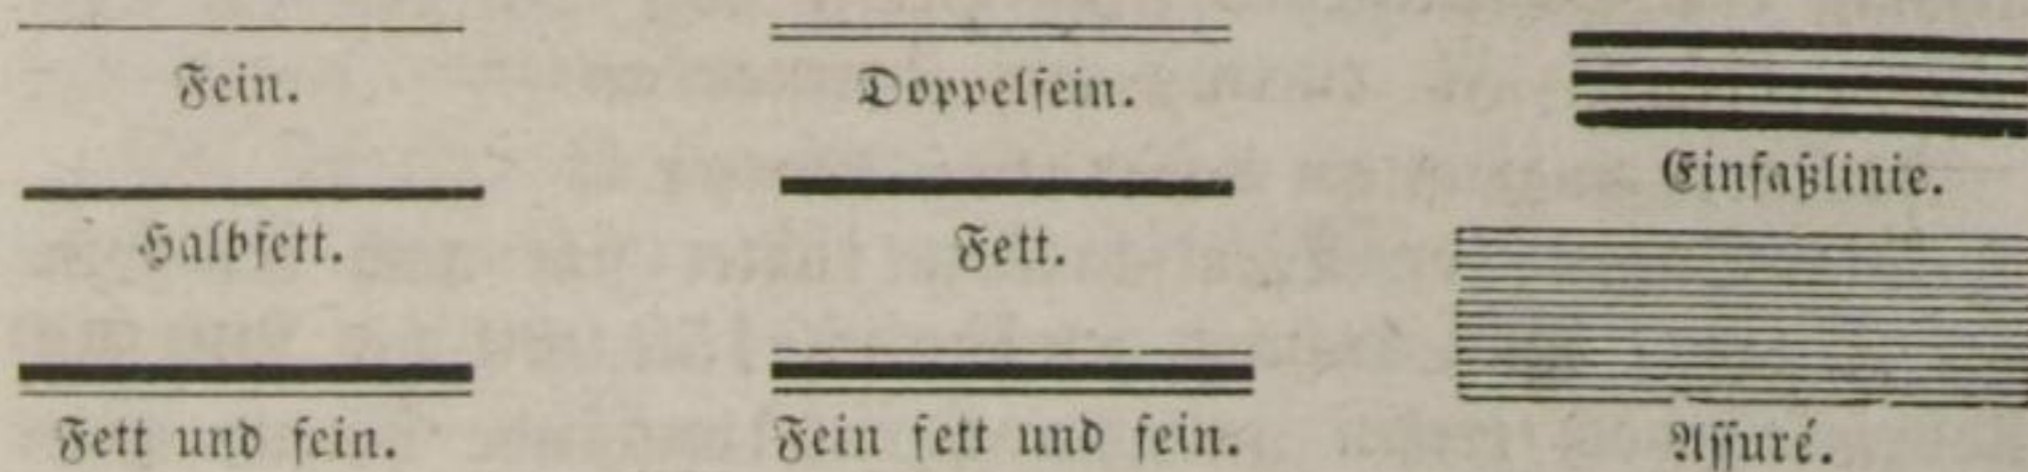 Fein.
Doppelfein.
Einfaßlinie.
Halbfett.
Fett.
Fett und fein.
Fein fett und fein.
Assuré.